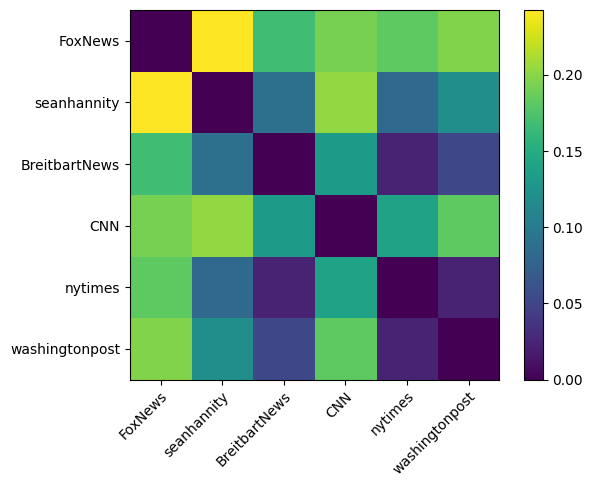 FoxNews
seanhannity
BreitbartNews
CNN
nytimes
washingtonpost
FoxNews
seanhannity
BreitbartNews
CNN
nytimes
washingtonpost
0.20
0.15
0.10
0.05
0.00